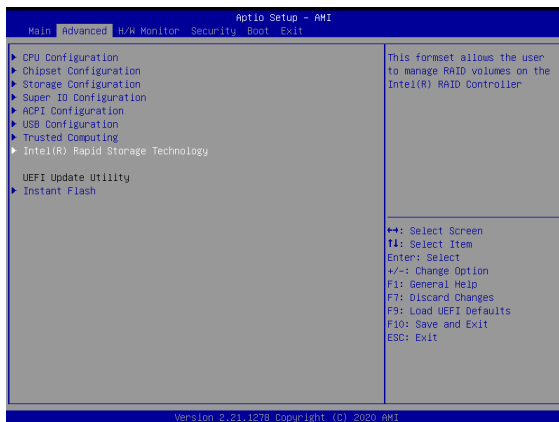 Aptio Setup – AMI
Main Advanced H/W Monitor Security Boot Exit
CPU Configuration
Chipset Configuration
Storage Configuration
Super IO Configuration
ACPI Configuration
USB Configuration
Trusted Computing
Intel(R) Rapid Storage Technology
UEFI Update Utility
Instant Flash
This formset allows the user
to manage RAID volumes on the
Intel(R) RAID Controller
↔: Select Screen
↑↓: Select Item
Enter: Select
+/-: Change Option
F1: General Help
F7: Discard Changes
F9: Load UEFI Defaults
F10: Save and Exit
ESC: Exit
Version 2.21.1278 Copyright (C) 2020 AMI